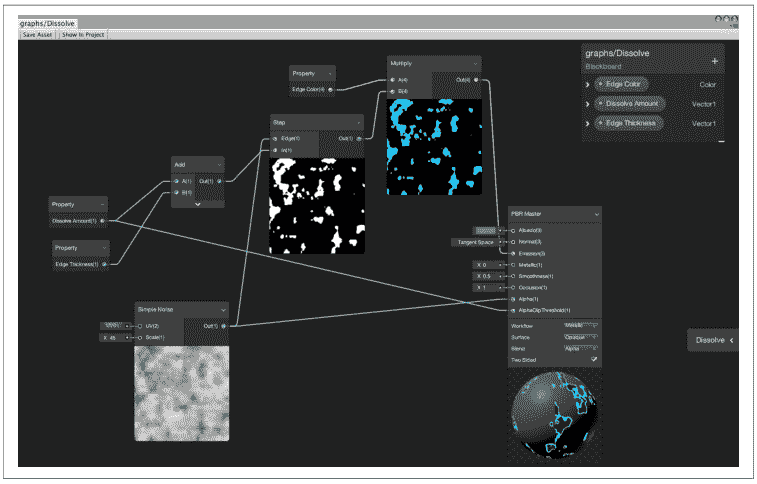 graphs/Dissolve
Save Asset Show In Project
graphs/Dissolve
Blackboard
Edge Color Color
Dissolve Amount Vector1
Edge Thickness Vector1
Multiply
A(4) Out(4)
B(4)
Property
Edge Color(4)
Step
Edge(1) Out(1)
In(1)
Add
A(1) Out(1)
B(1)
Property
Dissolve Amount(1)
Property
Edge Thickness(1)
Simple Noise
UV(2) Out(1)
X 45 Scale(1)
PBR Master
Albedo(3)
Tangent Space Normal(3)
Emission(3)
X 0 Metallic(1)
X 0.5 Smoothness(1)
X 1 Occlusion(1)
Alpha(1)
AlphaClipThreshold(1)
Workflow Metallic
Surface Opaque
Blend Alpha
Two Sided
Dissolve